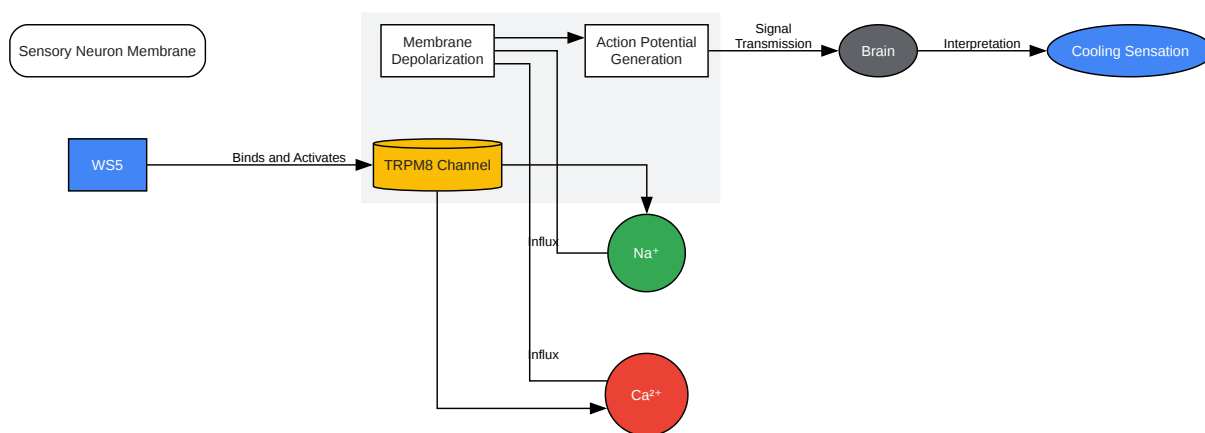 Sensory Neuron Membrane
Membrane
Depolarization
Action Potential
Generation
Signal
Transmission
Brain
Interpretation
Cooling Sensation
WS5
Binds and Activates
TRPM8 Channel
Influx
Na⁺
Influx
Ca²⁺